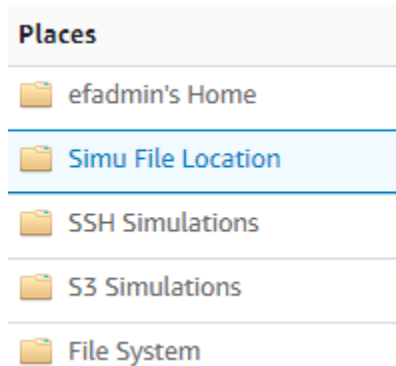 Places
efadmin's Home
Simu File Location
SSH Simulations
S3 Simulations
File System